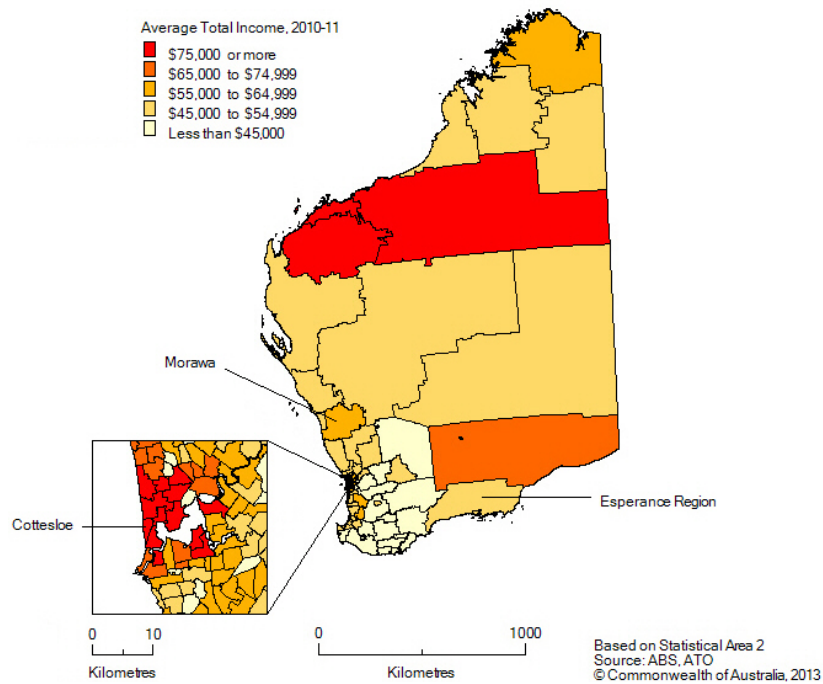 Average Total Income, 2010-11
$75,000 or more
$65,000 to $74,999
$55,000 to $64,999
$45,000 to $54,999
Less than $45,000
Morawa
Cottesloe
Esperance Region
0 10
Kilometres
0 1000
Kilometres
Based on Statistical Area 2
Source: ABS, ATO
© Commonwealth of Australia, 2013